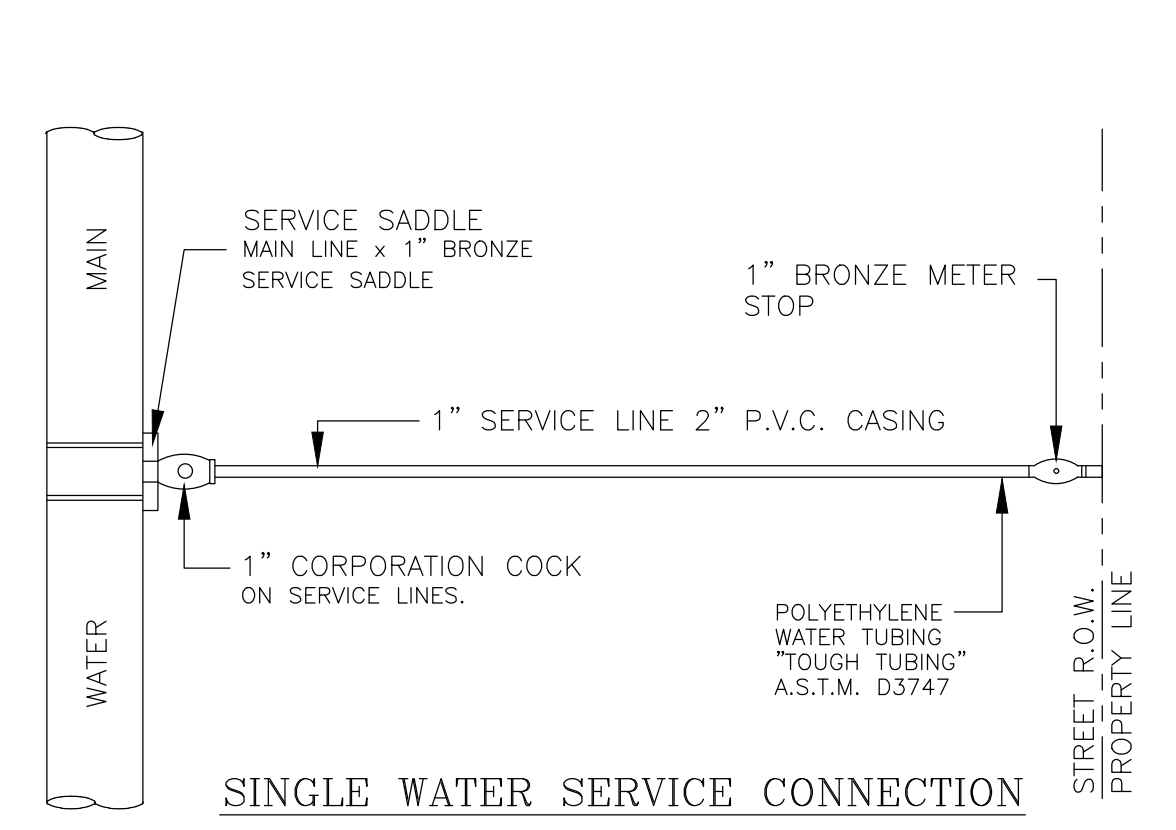 MAIN
WATER
SERVICE SADDLE
MAIN LINE x 1” BRONZE
SERVICE SADDLE
1” BRONZE METER
STOP
1” SERVICE LINE 2” P.V.C. CASING
1” CORPORATION COCK
ON SERVICE LINES.
POLYETHYLENE
WATER TUBING
”TOUGH TUBING”
A.S.T.M. D3747
STREET R.O.W.
PROPERTY LINE
SINGLE WATER SERVICE CONNECTION